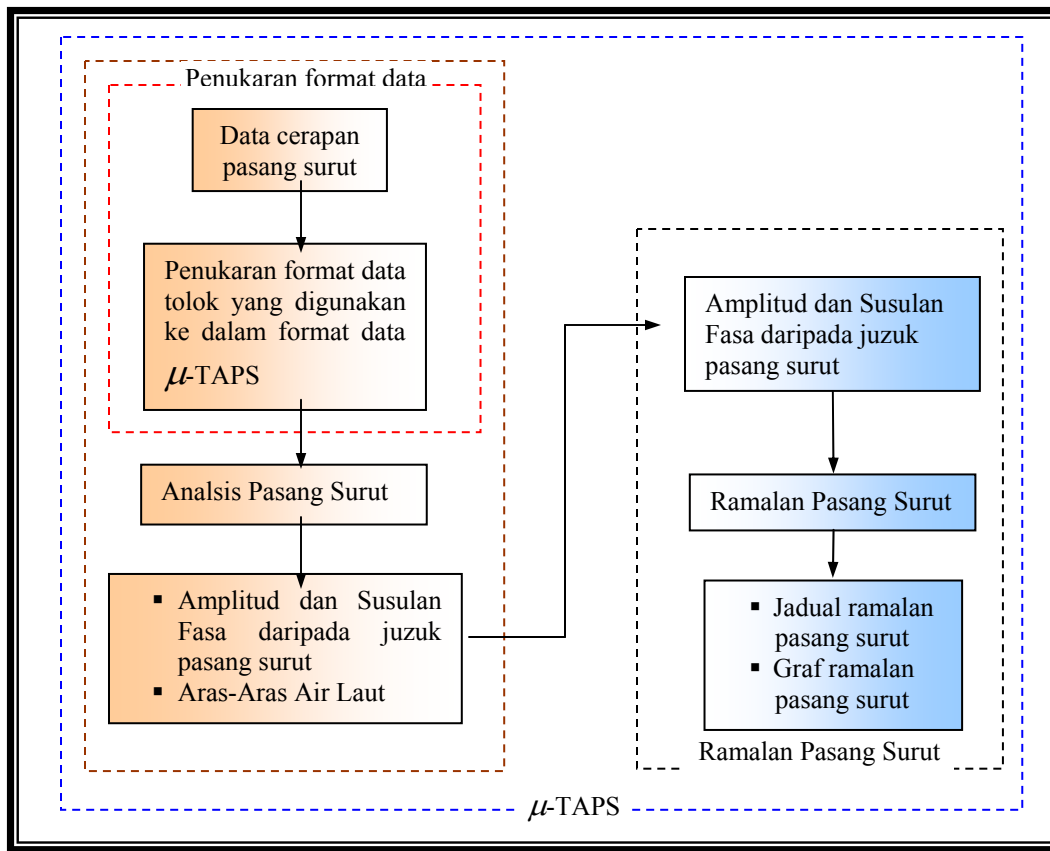 Penukaran format data
Data cerapan
pasang surut
Penukaran format data
tolok yang digunakan
ke dalam format data
μ-TAPS
Analsis Pasang Surut
▪ Amplitud dan Susulan
Fasa daripada juzuk
pasang surut
▪ Aras-Aras Air Laut
Amplitud dan Susulan
Fasa daripada juzuk
pasang surut
Ramalan Pasang Surut
▪ Jadual ramalan
pasang surut
▪ Graf ramalan
pasang surut
Ramalan Pasang Surut
μ-TAPS